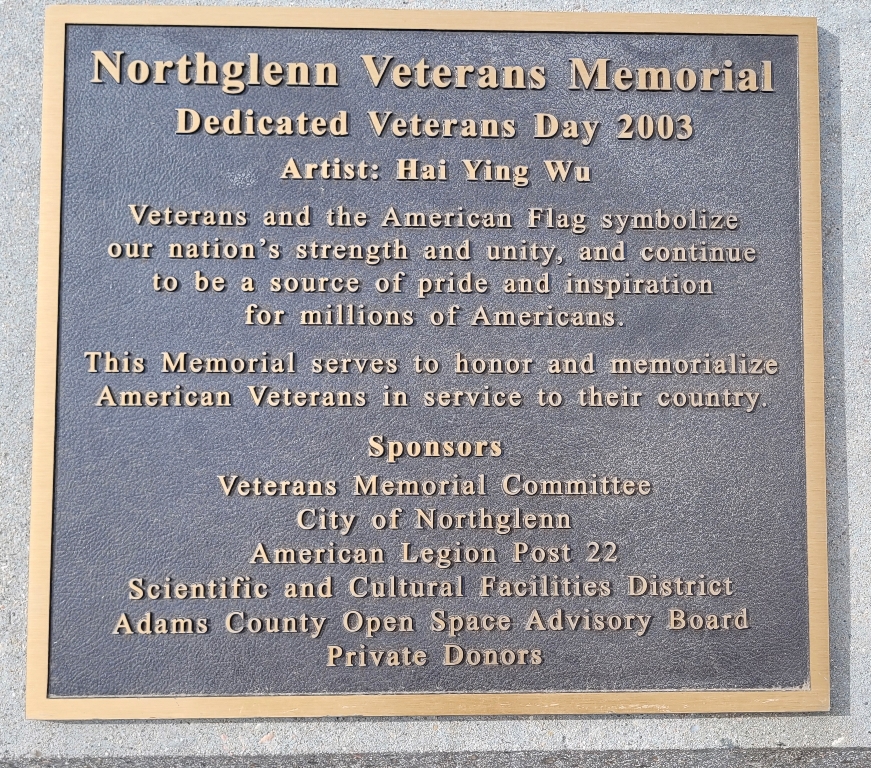 Northglenn Veterans Memorial
Dedicated Veterans Day 2003
Artist: Hai Ying Wu
Veterans and the American Flag symbolize
our nation's strength and unity, and continue
to be a source of pride and inspiration
for millions of Americans.
This Memorial serves to honor and memorialize
American Veterans in service to their country.
Sponsors
Veterans Memorial Committee
City of Northglenn
American Legion Post 22
Scientific and Cultural Facilities District
Adams County Open Space Advisory Board
Private Donors